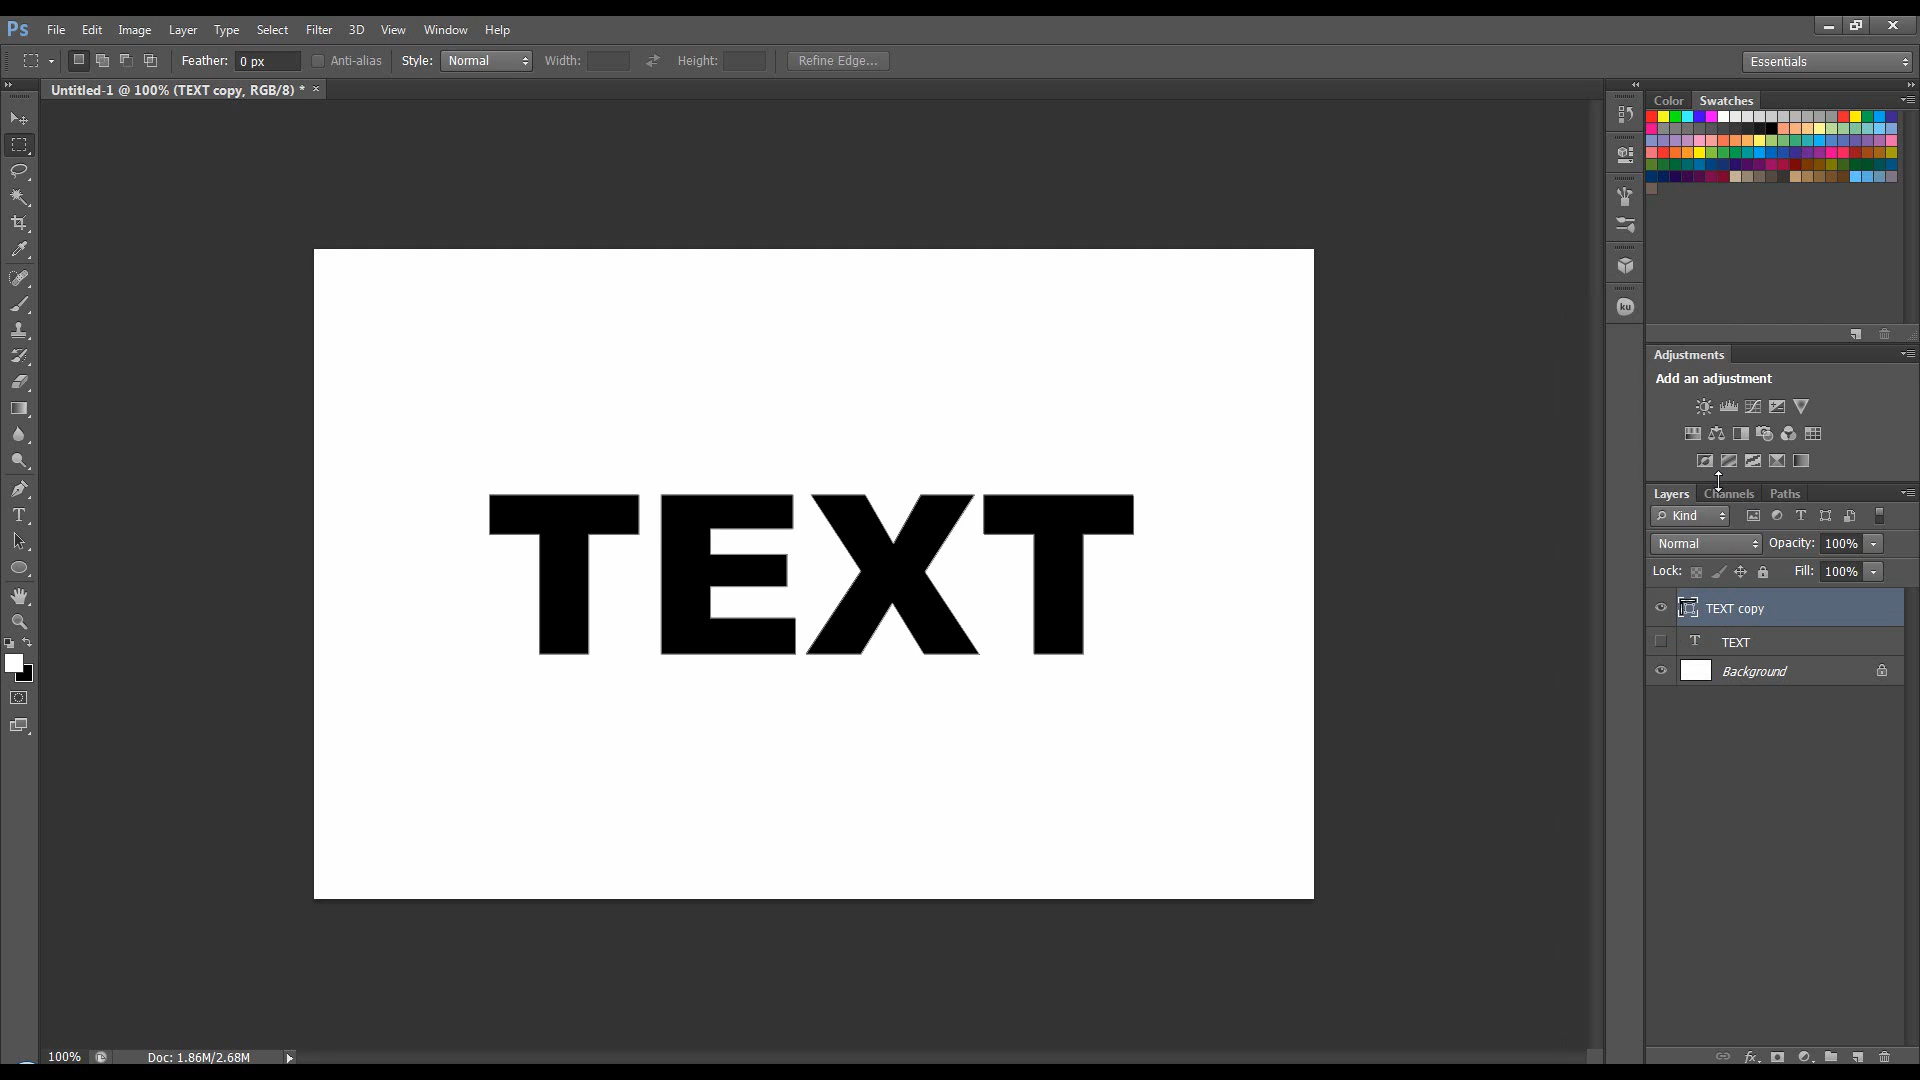 Ps File Edit Image Layer Type Select Filter 3D View Window Help
Feather: 0 px Anti-alias Style: Normal Width: Height: Refine Edge... Essentials
Untitled-1 @ 100% (TEXT copy, RGB/8) * ×
Color Swatches
ku
Adjustments
Add an adjustment
TEXT
Layers Channels Paths
Kind
Normal Opacity: 100%
Lock: Fill: 100%
TEXT copy
T TEXT
Background
100% Doc: 1.86M/2.68M
fx